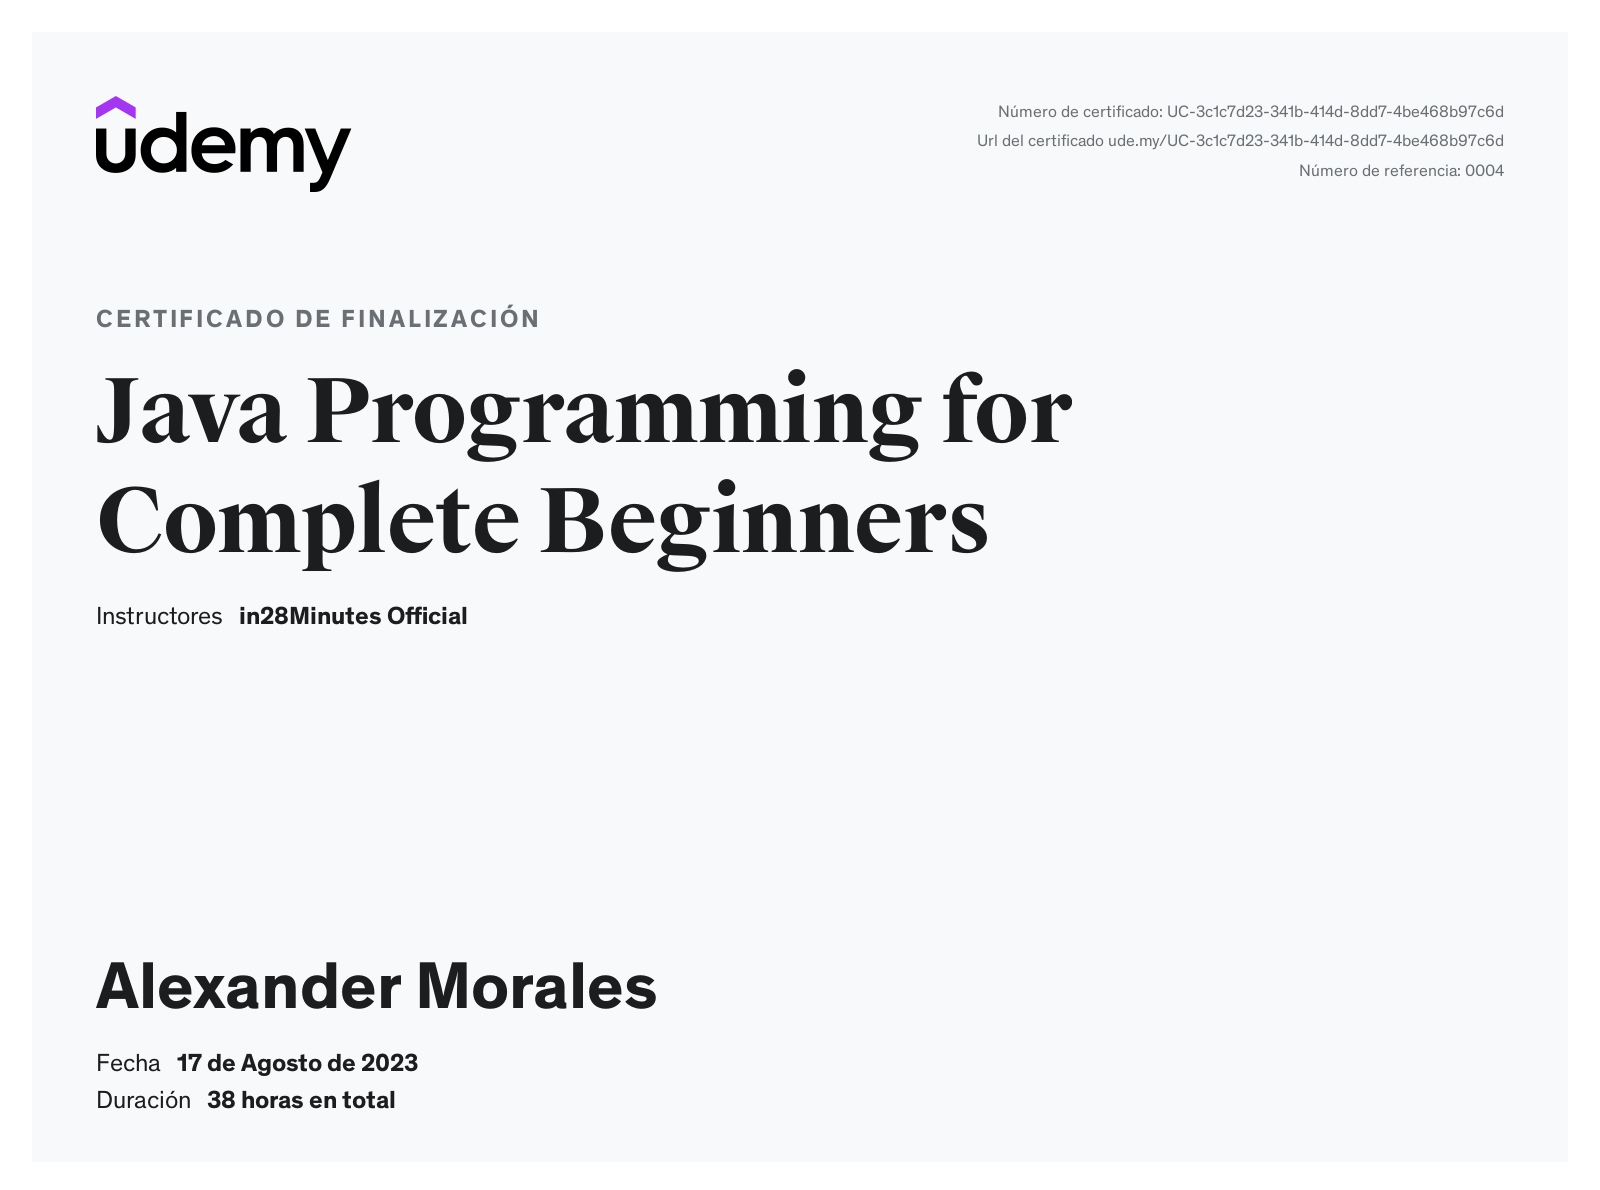 udemy
Número de certificado: UC-3c1c7d23-341b-414d-8dd7-4be468b97c6d
Url del certificado ude.my/UC-3c1c7d23-341b-414d-8dd7-4be468b97c6d
Número de referencia: 0004
CERTIFICADO DE FINALIZACIÓN
Java Programming for
Complete Beginners
Instructores in28Minutes Official
Alexander Morales
Fecha 17 de Agosto de 2023
Duración 38 horas en total